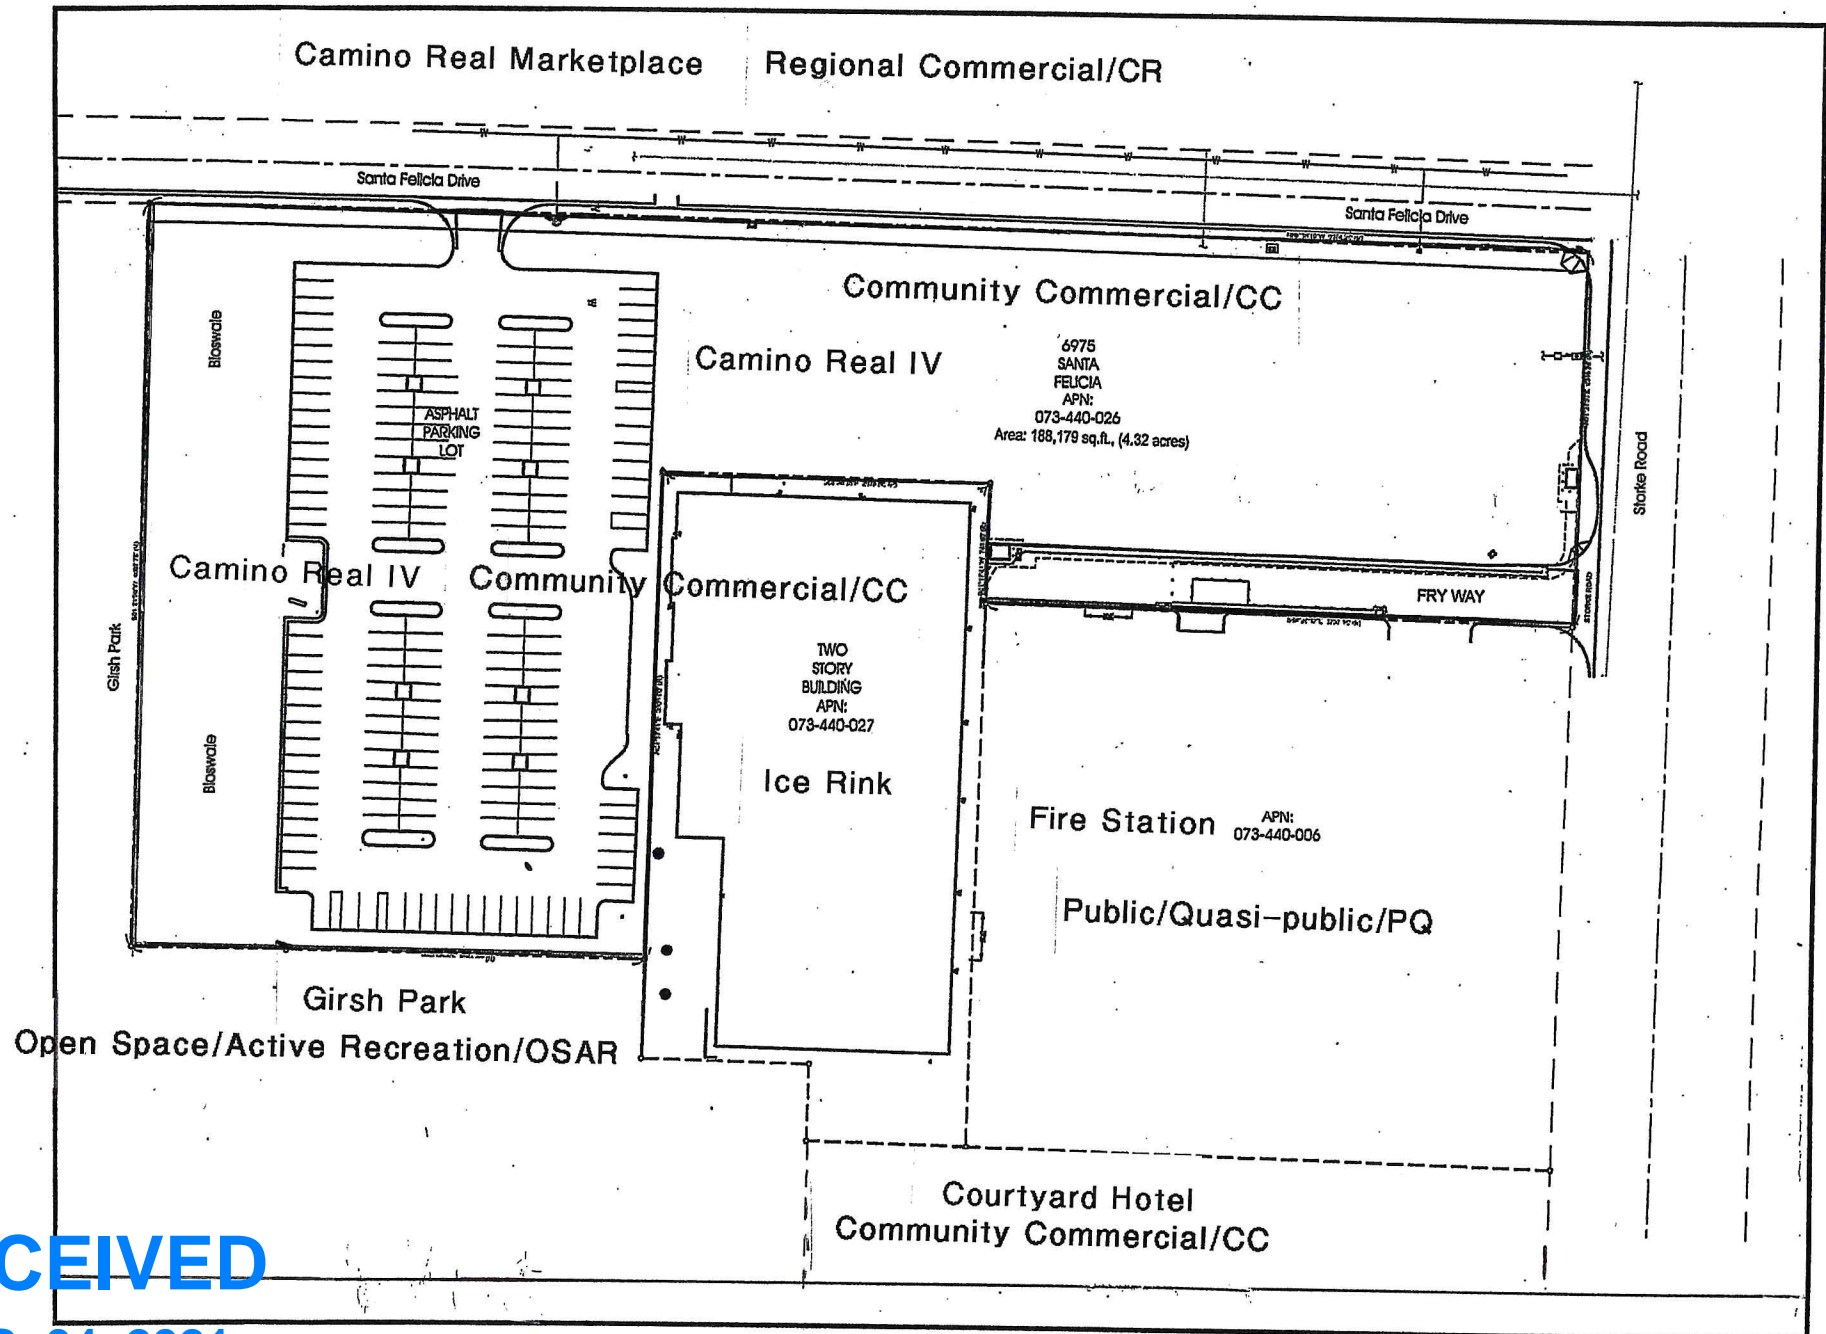 Camino Real Marketplace
Regional Commercial/CR
Santa Felicia Drive
Santa Felicia Drive
Community Commercial/CC
Camino Real IV
6975
SANTA
FELICIA
APN:
073-440-026
Area: 188,179 sq.ft., (4.32 acres)
Bioswale
ASPHALT
PARKING
LOT
Storke Road
Camino Real IV
Community Commercial/CC
FRY WAY
STORKE ROAD
Girsh Park
TWO
STORY
BUILDING
APN:
073-440-027
Bioswale
Ice Rink
Fire Station
APN:
073-440-006
Public/Quasi-public/PQ
Girsh Park
Open Space/Active Recreation/OSAR
Courtyard Hotel
Community Commercial/CC
CEIVED